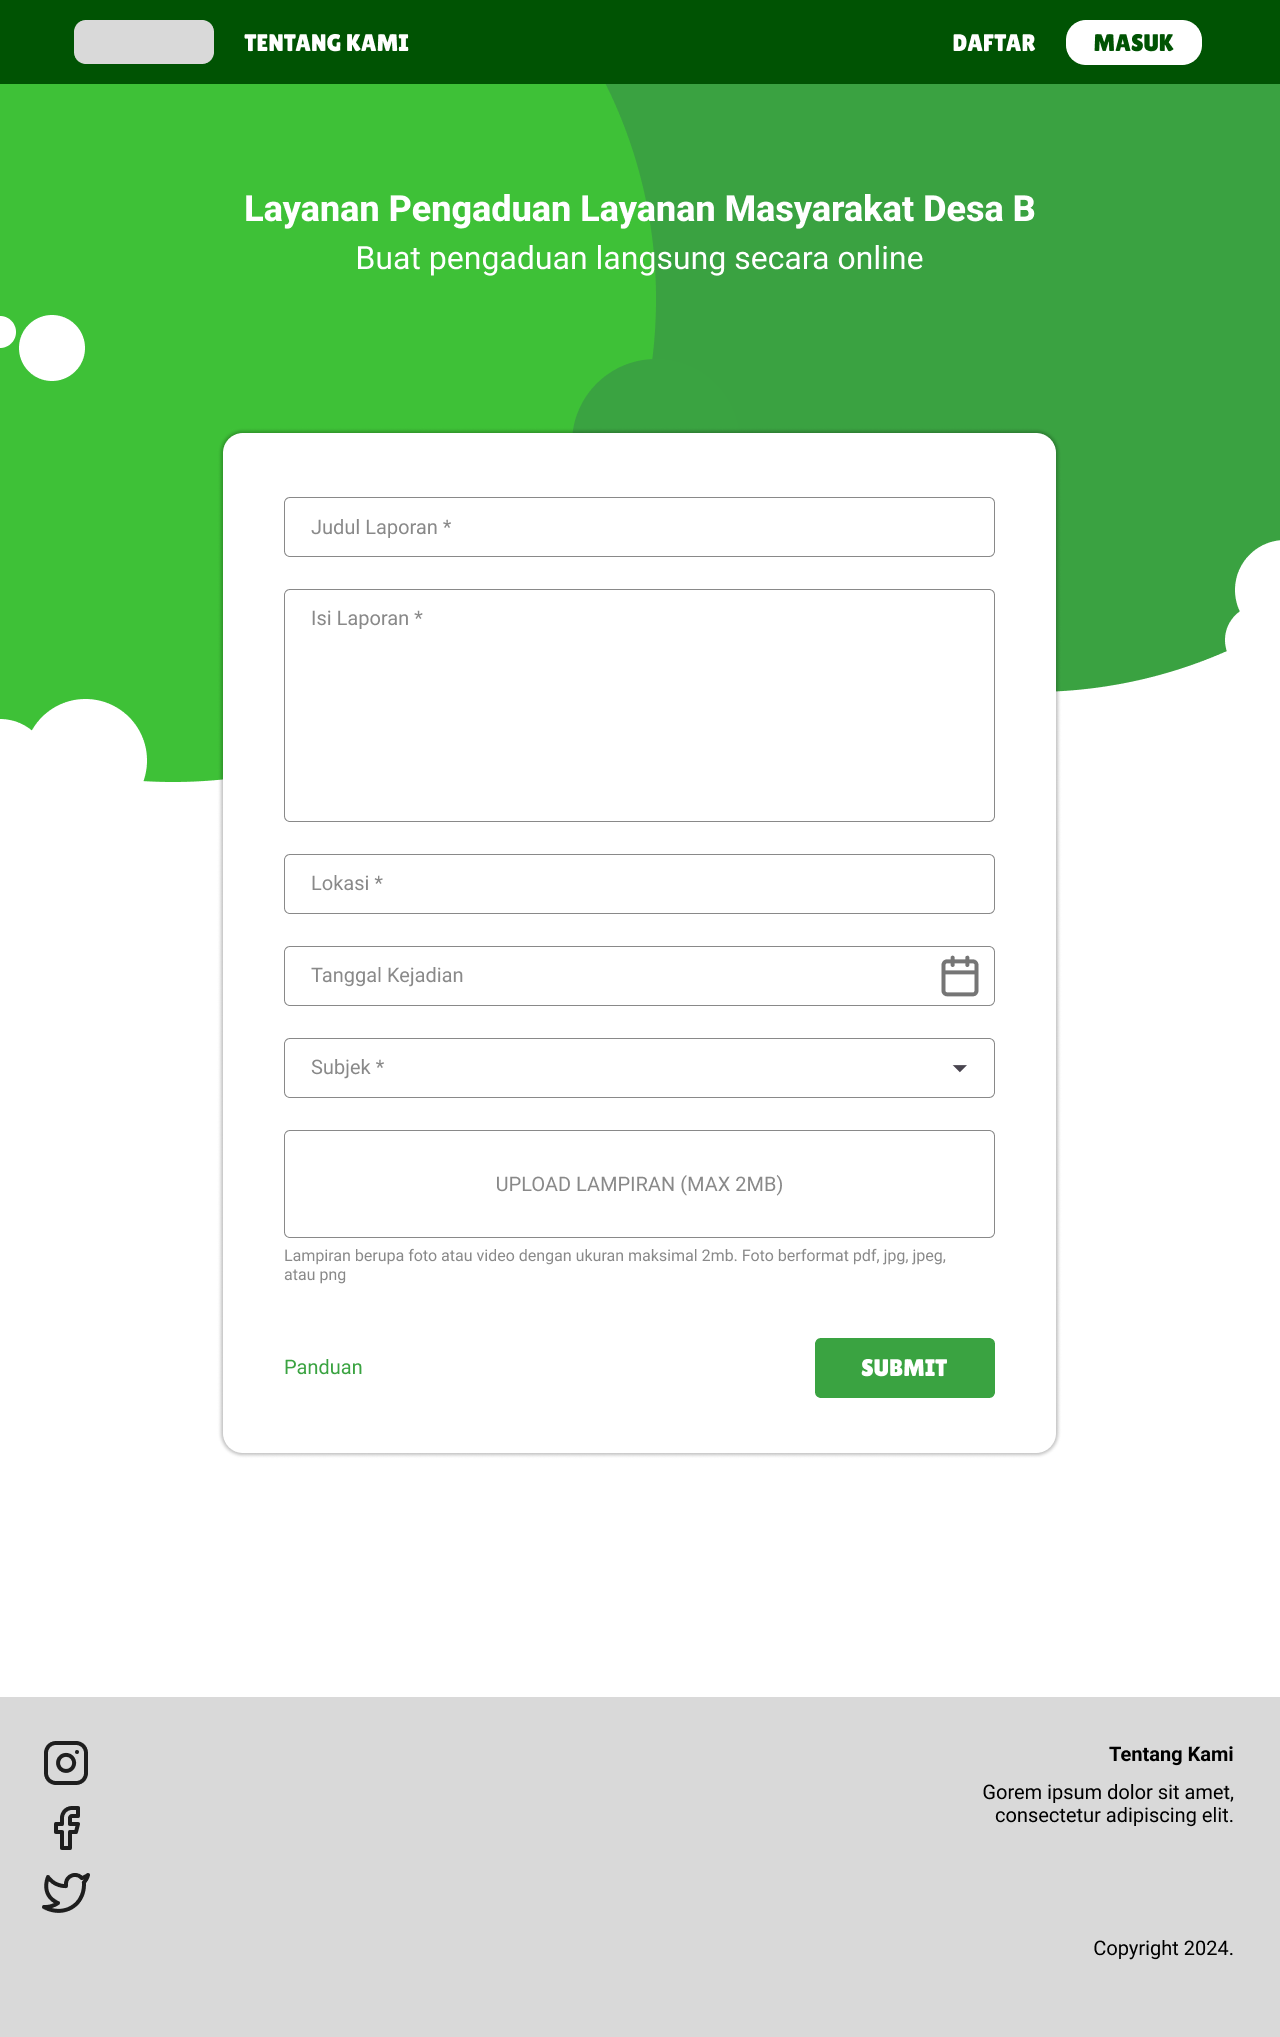 TENTANG KAMI
DAFTAR
MASUK
Layanan Pengaduan Layanan Masyarakat Desa B
Buat pengaduan langsung secara online
Judul Laporan *
Isi Laporan *
Lokasi *
Tanggal Kejadian
Subjek *
UPLOAD LAMPIRAN (MAX 2MB)
Lampiran berupa foto atau video dengan ukuran maksimal 2mb. Foto berformat pdf, jpg, jpeg,
atau png
Panduan
SUBMIT
Tentang Kami
Gorem ipsum dolor sit amet,
consectetur adipiscing elit.
Copyright 2024.